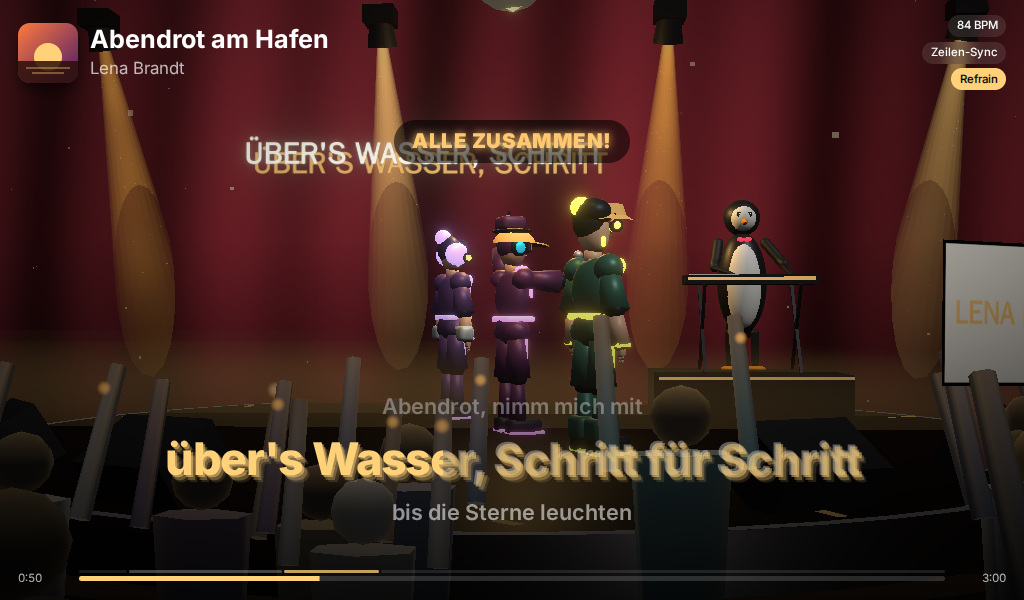 Abendrot am Hafen
Lena Brandt
84 BPM
Zeilen-Sync
Refrain
ALLE ZUSAMMEN!
ÜBER'S WASSER, SCHRITT
LENA
Abendrot, nimm mich mit
über's Wasser, Schritt für Schritt
bis die Sterne leuchten
0:50
3:00